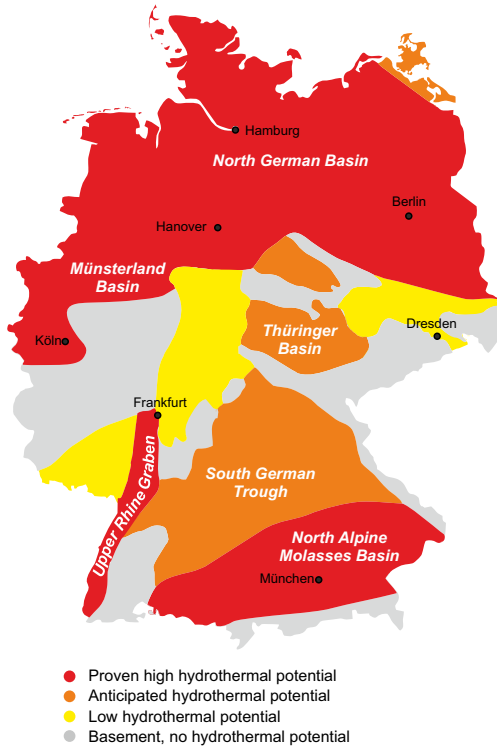 Hamburg
North German Basin
Berlin
Hanover
Münsterland
Basin
Köln
Thüringer
Basin
Dresden
Frankfurt
Upper Rhine Graben
South German
Trough
North Alpine
Molasses Basin
München
Proven high hydrothermal potential
Anticipated hydrothermal potential
Low hydrothermal potential
Basement, no hydrothermal potential